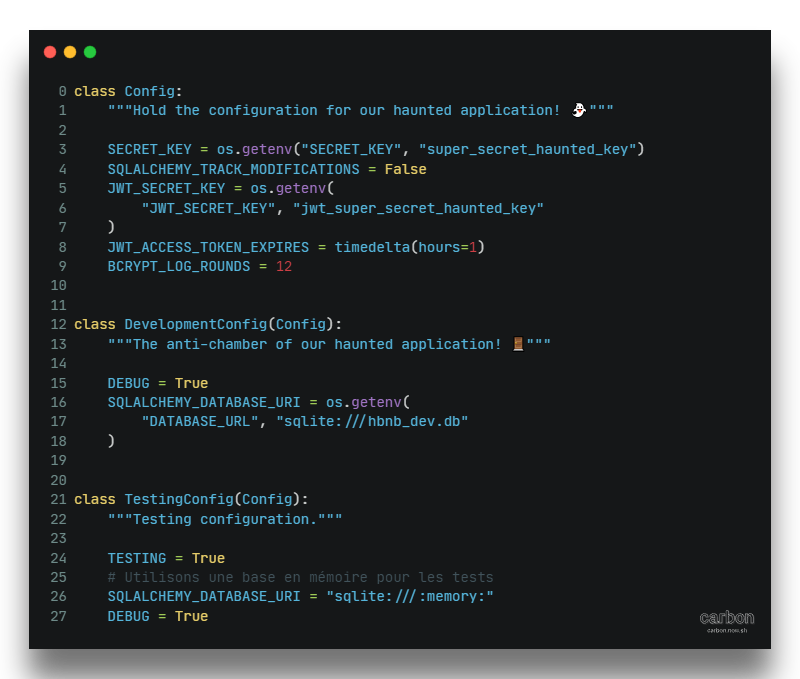 0 class Config:
1     """Hold the configuration for our haunted application! 👻"""
2
3     SECRET_KEY = os.getenv("SECRET_KEY", "super_secret_haunted_key")
4     SQLALCHEMY_TRACK_MODIFICATIONS = False
5     JWT_SECRET_KEY = os.getenv(
6         "JWT_SECRET_KEY", "jwt_super_secret_haunted_key"
7     )
8     JWT_ACCESS_TOKEN_EXPIRES = timedelta(hours=1)
9     BCRYPT_LOG_ROUNDS = 12
10
11
12 class DevelopmentConfig(Config):
13     """The anti-chamber of our haunted application! 🚪"""
14
15     DEBUG = True
16     SQLALCHEMY_DATABASE_URI = os.getenv(
17         "DATABASE_URL", "sqlite:///hbnb_dev.db"
18     )
19
20
21 class TestingConfig(Config):
22     """Testing configuration."""
23
24     TESTING = True
25     # Utilisons une base en mémoire pour les tests
26     SQLALCHEMY_DATABASE_URI = "sqlite:///:memory:"
27     DEBUG = True
carbon
carbon.now.sh